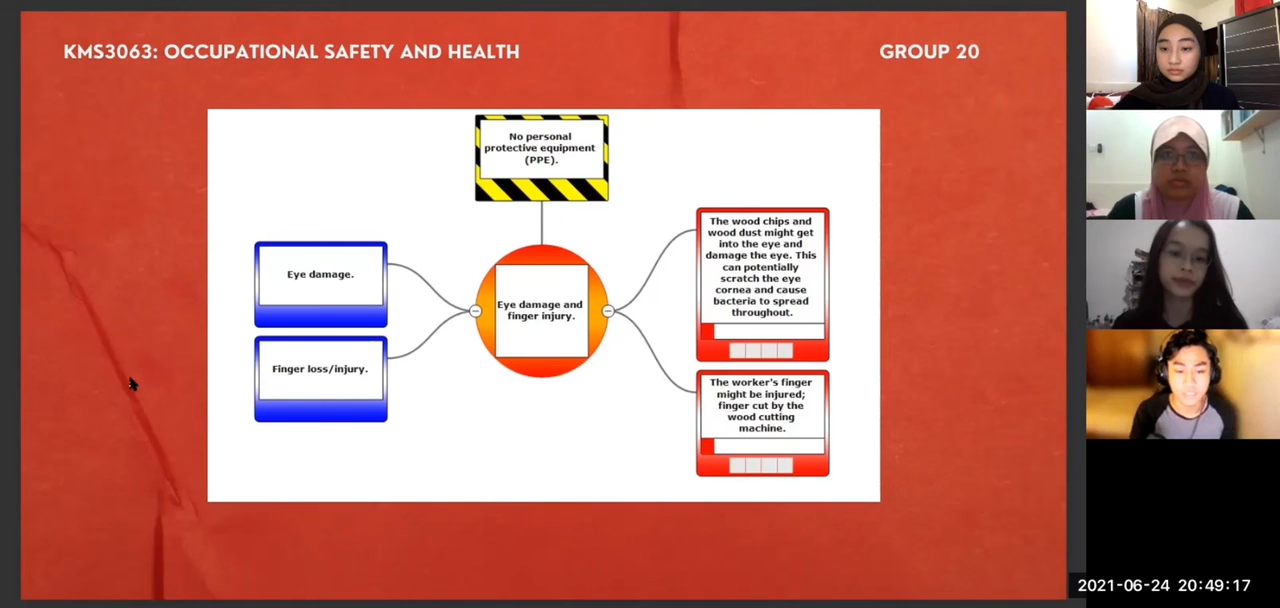 KMS3063: OCCUPATIONAL SAFETY AND HEALTH
GROUP 20
No personal
protective equipment
(PPE).
Eye damage.
Finger loss/injury.
Eye damage and
finger injury.
The wood chips and
wood dust might get
into the eye and
damage the eye. This
can potentially
scratch the eye
cornea and cause
bacteria to spread
throughout.
The worker's finger
might be injured;
finger cut by the
wood cutting
machine.
2021-06-24 20:49:17